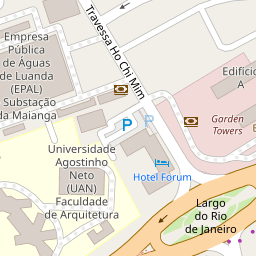 Travessa Ho Chi Mim
Empresa
Pública
de Águas
de Luanda
(EPAL)
Substação
da Maianga
Edifício
A
Garden
Towers
P
P
Universidade
Agostinho
Neto
(UAN)
Faculdade
de Arquitetura
Hotel Forum
Largo
do Rio
de Janeiro